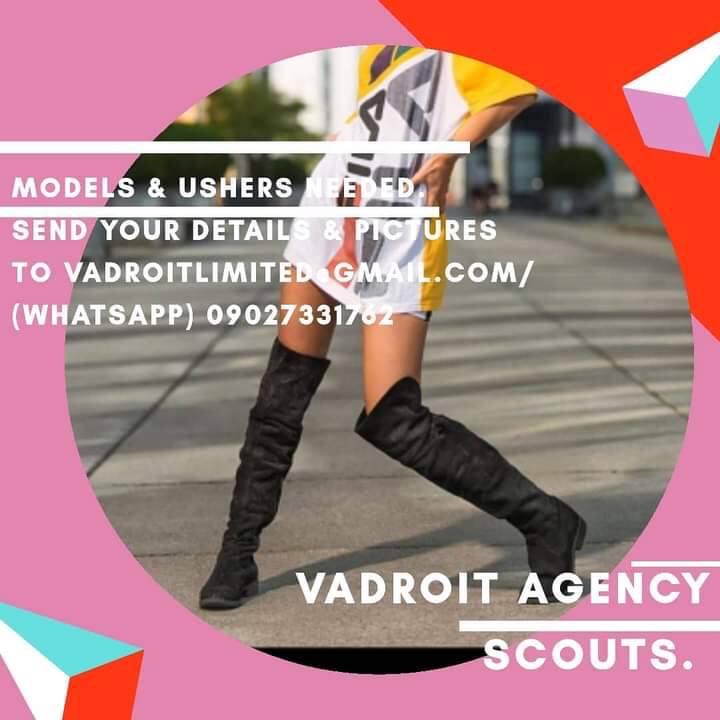 MODELS & USHERS NEEDED.
SEND YOUR DETAILS & PICTURES
TO VADROITLIMITED@GMAIL.COM/
(WHATSAPP) 09027331762
VADROIT AGENCY
SCOUTS.